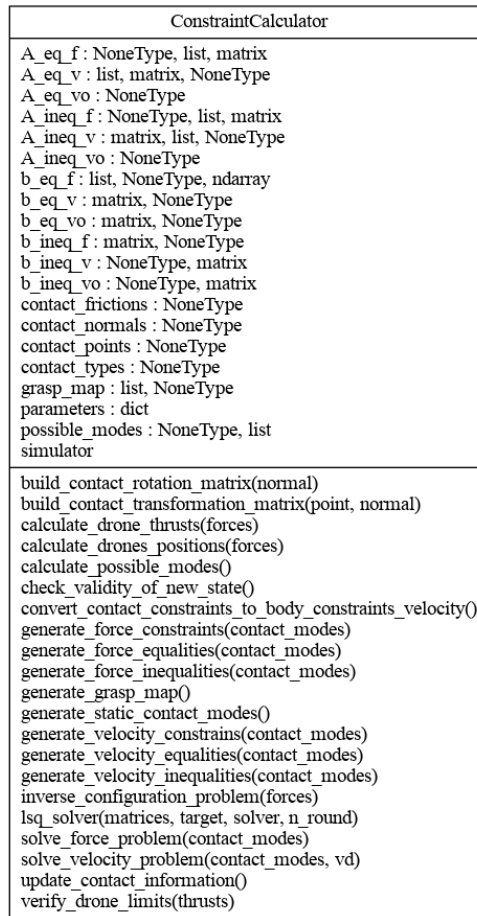 ConstraintCalculator
A_eq_f : NoneType, list, matrix
A_eq_v : list, matrix, NoneType
A_eq_vo : NoneType
A_ineq_f : NoneType, list, matrix
A_ineq_v : matrix, list, NoneType
A_ineq_vo : NoneType
b_eq_f : list, NoneType, ndarray
b_eq_v : matrix, NoneType
b_eq_vo : matrix, NoneType
b_ineq_f : matrix, NoneType
b_ineq_v : NoneType, matrix
b_ineq_vo : NoneType, matrix
contact_frictions : NoneType
contact_normals : NoneType
contact_points : NoneType
contact_types : NoneType
grasp_map : list, NoneType
parameters : dict
possible_modes : NoneType, list
simulator
build_contact_rotation_matrix(normal)
build_contact_transformation_matrix(point, normal)
calculate_drone_thrusts(forces)
calculate_drones_positions(forces)
calculate_possible_modes()
check_validity_of_new_state()
convert_contact_constraints_to_body_constraints_velocity()
generate_force_constraints(contact_modes)
generate_force_equalities(contact_modes)
generate_force_inequalities(contact_modes)
generate_grasp_map()
generate_static_contact_modes()
generate_velocity_constrains(contact_modes)
generate_velocity_equalities(contact_modes)
generate_velocity_inequalities(contact_modes)
inverse_configuration_problem(forces)
lsq_solver(matrices, target, solver, n_round)
solve_force_problem(contact_modes)
solve_velocity_problem(contact_modes, vd)
update_contact_information()
verify_drone_limits(thrusts)